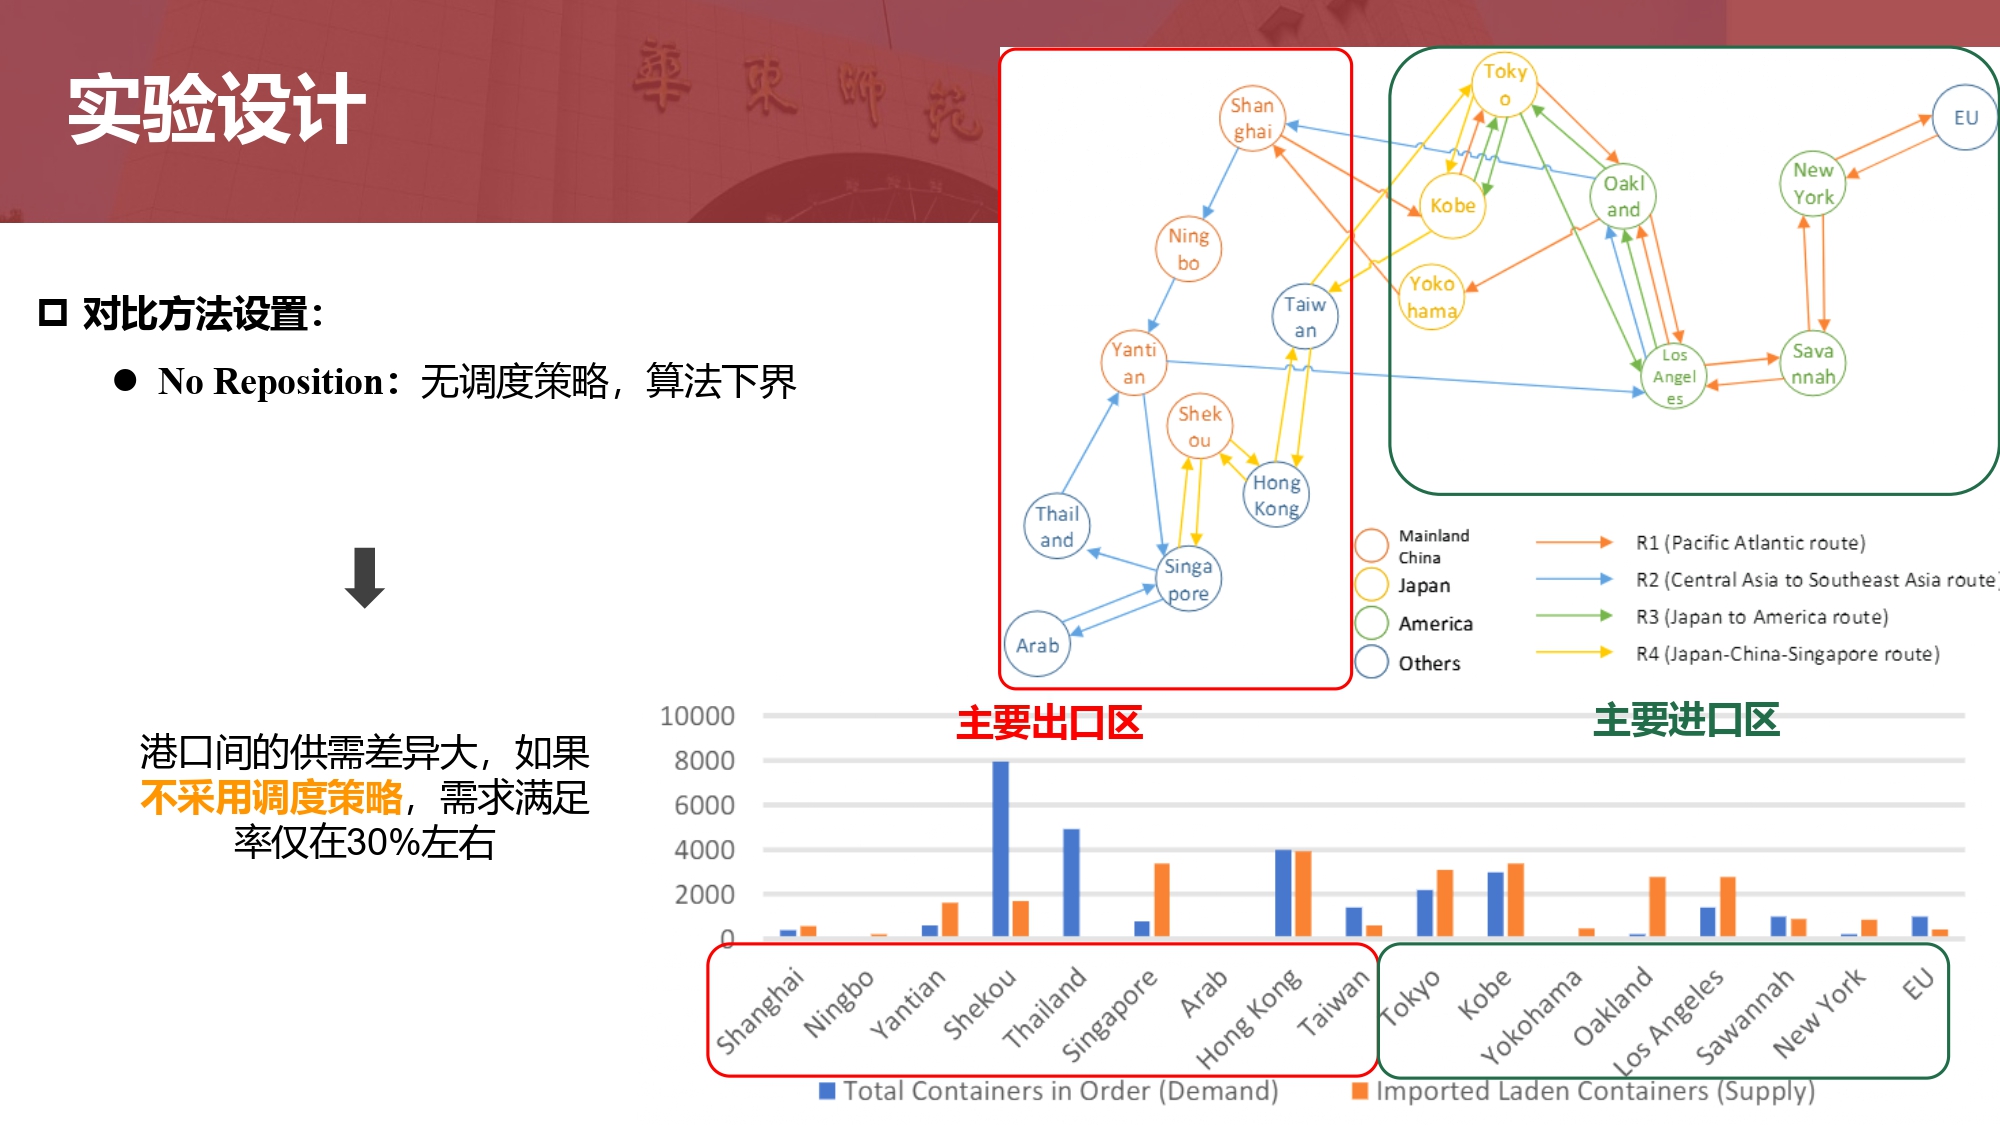 華東師范
实验设计
对比方法设置：
No Reposition：无调度策略，算法下界
港口间的供需差异大，如果
不采用调度策略，需求满足
率仅在30%左右
Shan
ghai
Ning
bo
Yanti
an
Shek
ou
Taiw
an
Hong
Kong
Thail
and
Singa
pore
Arab
Toky
o
Kobe
Yoko
hama
Oakl
and
Los
Angel
es
New
York
Sava
nnah
EU
Mainland
China
Japan
America
Others
R1 (Pacific Atlantic route)
R2 (Central Asia to Southeast Asia route)
R3 (Japan to America route)
R4 (Japan-China-Singapore route)
主要出口区
主要进口区
10000
8000
6000
4000
2000
0
Shanghai
Ningbo
Yantian
Shekou
Thailand
Singapore
Arab
Hong Kong
Taiwan
Tokyo
Kobe
Yokohama
Oakland
Los Angeles
Sawannah
New York
EU
Total Containers in Order (Demand)
Imported Laden Containers (Supply)